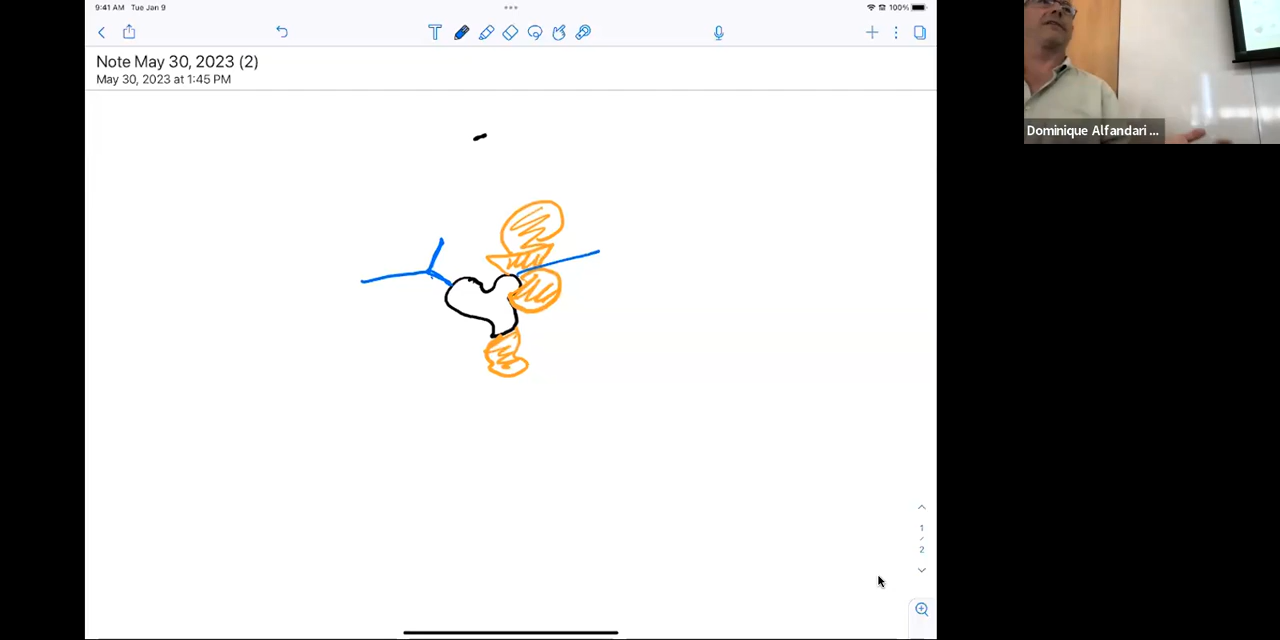 9:41 AM Tue Jan 9
100%
T
Note May 30, 2023 (2)
May 30, 2023 at 1:45 PM
Dominique Alfandari ...
1
/
2